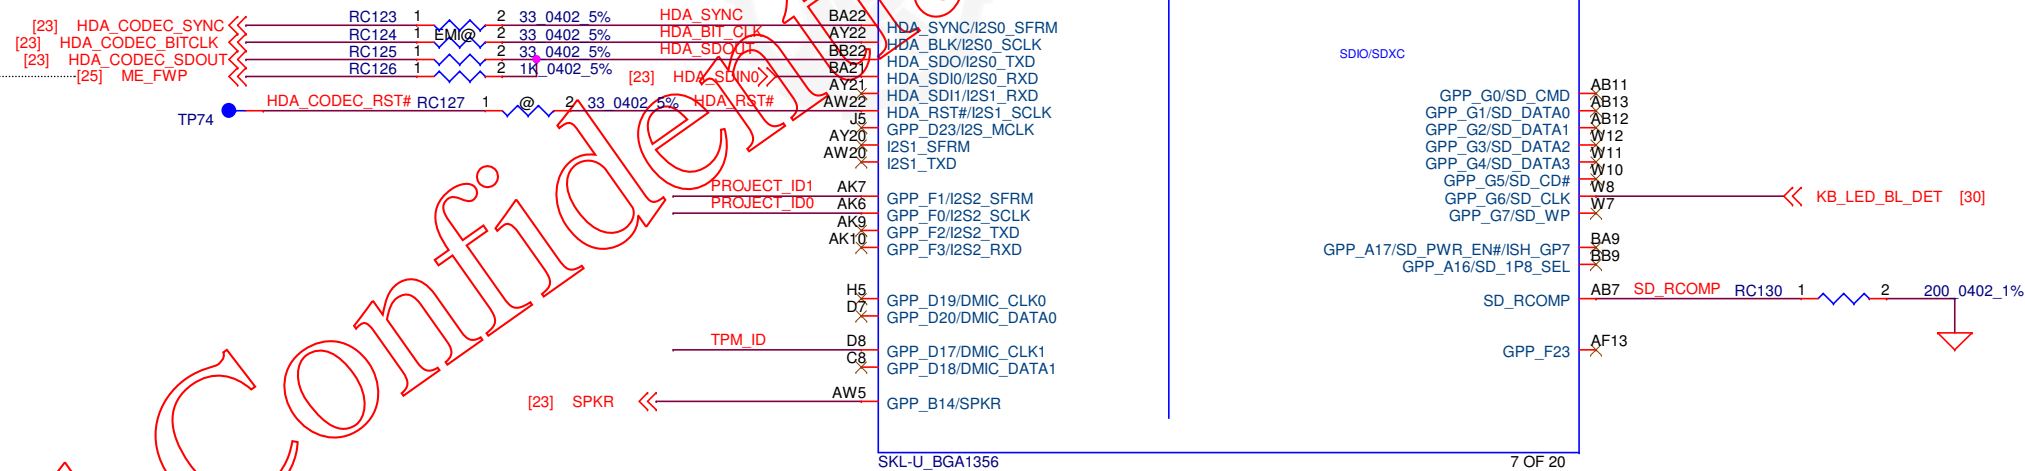 [23] HDA_CODEC_SYNC RC123 1 2 33_0402_5% HDA_SYNC BA22 HDA_SYNC/I2S0_SFRM
[23] HDA_CODEC_BITCLK RC124 1 EMI@ 2 33_0402_5% HDA_BIT_CLK AY22 HDA_BLK/I2S0_SCLK
[23] HDA_CODEC_SDOUT RC125 1 2 33_0402_5% HDA_SDOUT BB22 HDA_SDO/I2S0_TXD
[25] ME_FWP RC126 1 2 1K_0402_5% [23] HDA_SDIN0 BA21 HDA_SDI0/I2S0_RXD
AY21 HDA_SDI1/I2S1_RXD
TP74 HDA_CODEC_RST# RC127 1 @ 2 33_0402_5% HDA_RST# AW22 HDA_RST#/I2S1_SCLK
J5 GPP_D23/I2S_MCLK
AY20 I2S1_SFRM
AW20 I2S1_TXD
PROJECT_ID1 AK7 GPP_F1/I2S2_SFRM
PROJECT_ID0 AK6 GPP_F0/I2S2_SCLK
AK9 GPP_F2/I2S2_TXD
AK10 GPP_F3/I2S2_RXD
H5 GPP_D19/DMIC_CLK0
D7 GPP_D20/DMIC_DATA0
TPM_ID D8 GPP_D17/DMIC_CLK1
C8 GPP_D18/DMIC_DATA1
[23] SPKR AW5 GPP_B14/SPKR
SDIO/SDXC
GPP_G0/SD_CMD AB11
GPP_G1/SD_DATA0 AB13
GPP_G2/SD_DATA1 AB12
GPP_G3/SD_DATA2 W12
GPP_G4/SD_DATA3 W11
GPP_G5/SD_CD# W10
GPP_G6/SD_CLK W8 KB_LED_BL_DET [30]
GPP_G7/SD_WP W7
GPP_A17/SD_PWR_EN#/ISH_GP7 BA9
GPP_A16/SD_1P8_SEL BB9
SD_RCOMP AB7 SD_RCOMP RC130 1 2 200_0402_1%
GPP_F23 AF13
SKL-U_BGA1356 7 OF 20